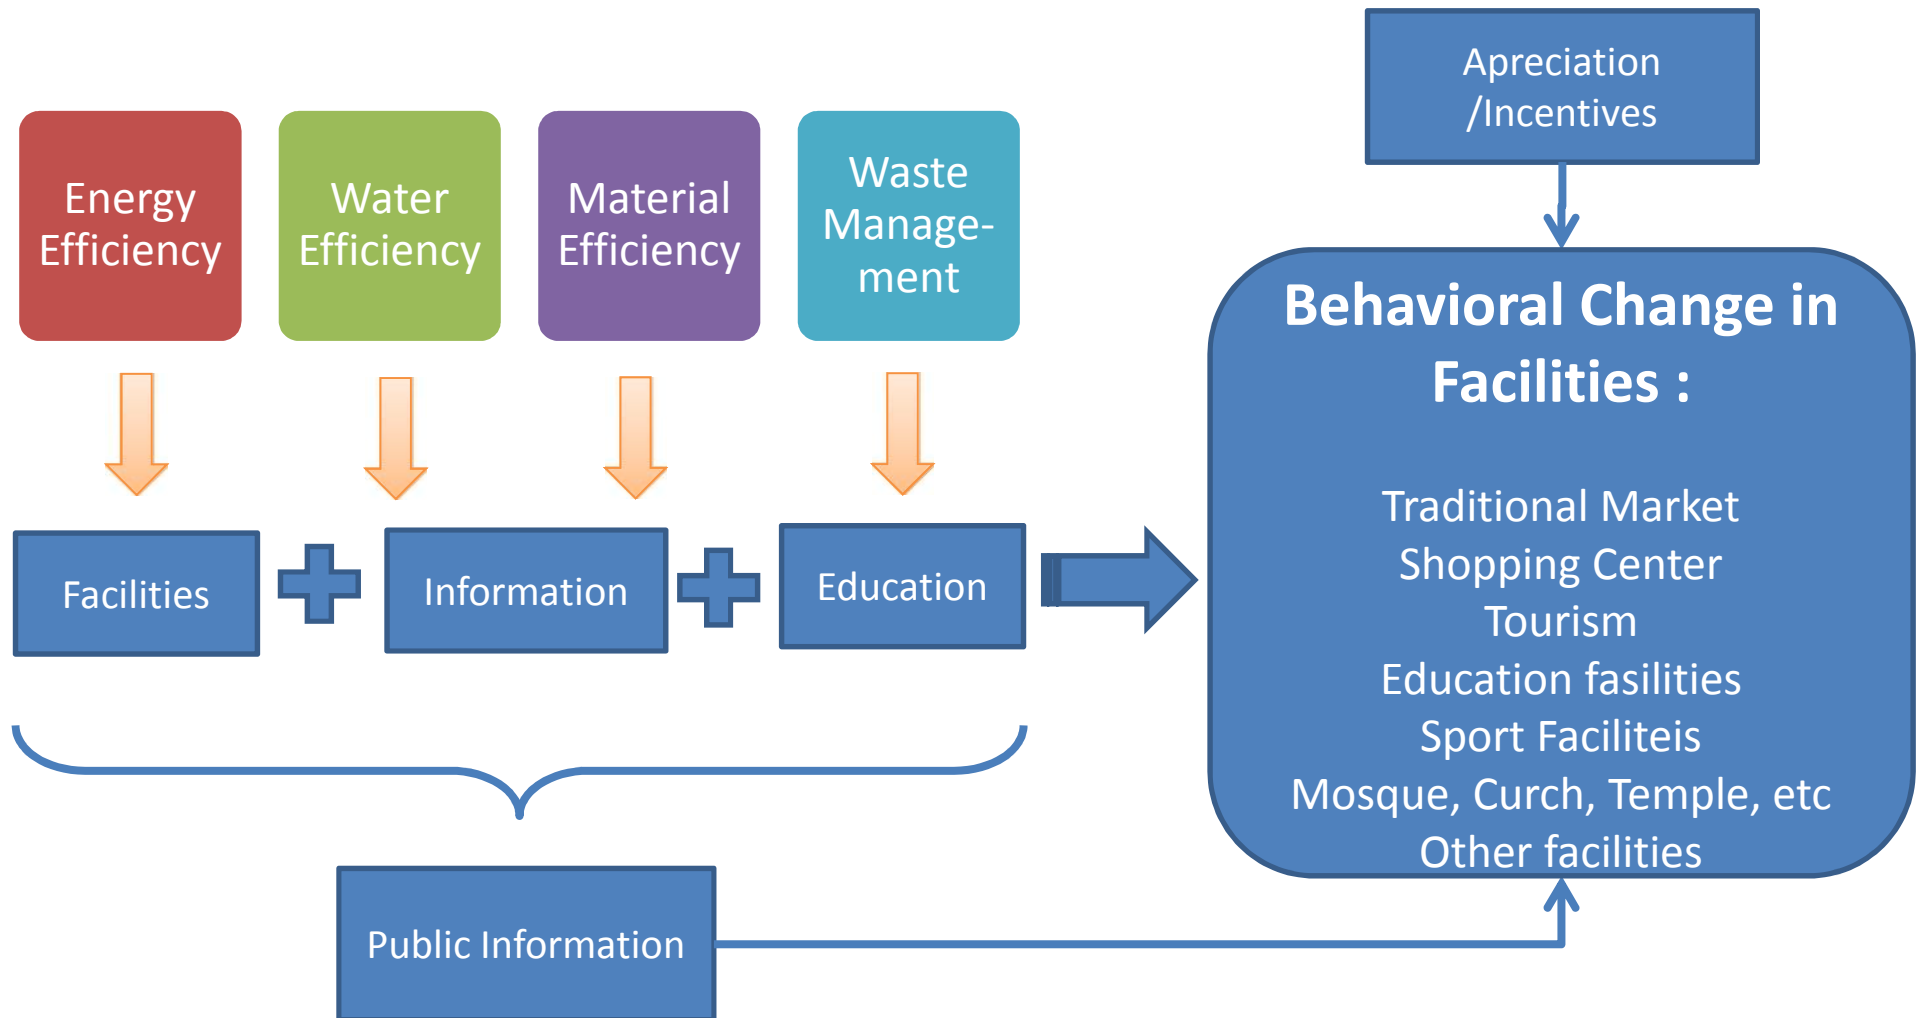 Apreciation
/Incentives
Energy
Efficiency
Water
Efficiency
Material
Efficiency
Waste
Manage-
ment
Behavioral Change in
Facilities :
Traditional Market
Shopping Center
Tourism
Education fasilities
Sport Faciliteis
Mosque, Curch, Temple, etc
Other facilities
Facilities
Information
Education
Public Information